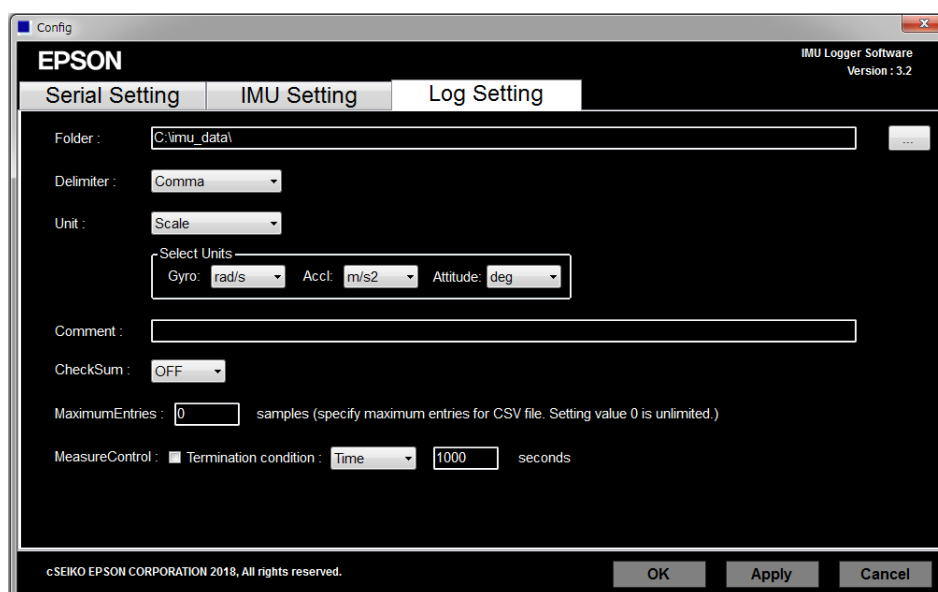 Config
EPSON
IMU Logger Software
Version : 3.2
Serial Setting IMU Setting Log Setting
Folder : C:\imu_data\ ...
Delimiter : Comma
Unit : Scale
Select Units
Gyro: rad/s Accl: m/s2 Attitude: deg
Comment :
CheckSum : OFF
MaximumEntries : 0 samples (specify maximum entries for CSV file. Setting value 0 is unlimited.)
MeasureControl : Termination condition : Time 1000 seconds
cSEIKO EPSON CORPORATION 2018, All rights reserved.
OK Apply Cancel